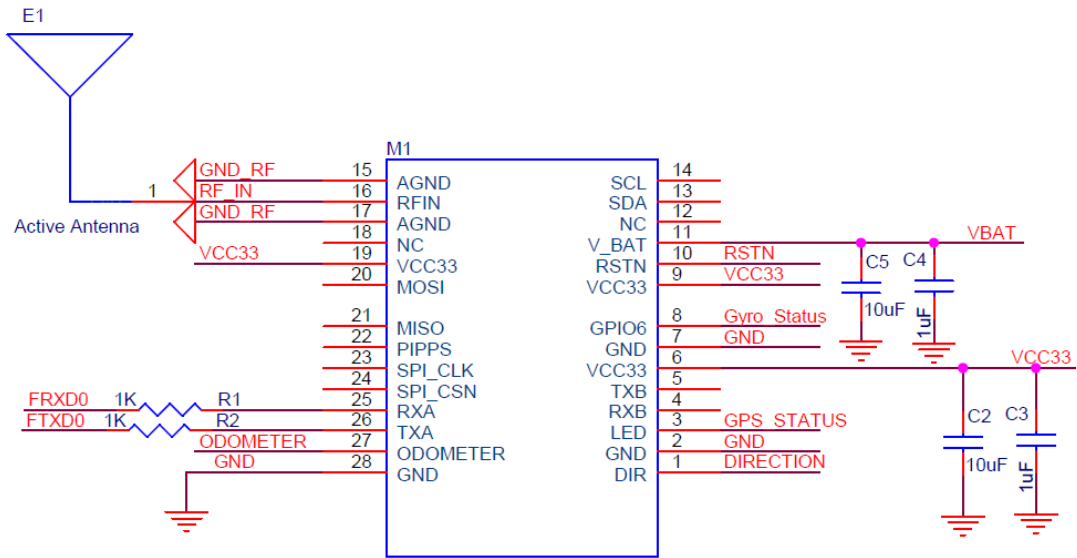 E1
M1
GND_RF 15 AGND SCL 14
1 RF_IN 16 RFIN SDA 13
GND_RF 17 AGND NC 12
Active Antenna 18 NC V_BAT 11 VBAT
VCC33 19 VCC33 RSTN 10 RSTN C5 C4
20 MOSI VCC33 9 VCC33
10uF 1uF
21 MISO GPIO6 8 Gyro_Status
22 PIPPS GND 7 GND
23 SPI_CLK VCC33 6 VCC33
24 SPI_CSN TXB 5
FRXD0 1K R1 25 RXA RXB 4
FTXD0 1K R2 26 TXA LED 3 GPS_STATUS C2 C3
ODOMETER 27 ODOMETER GND 2 GND
GND 28 GND DIR 1 DIRECTION 10uF 1uF